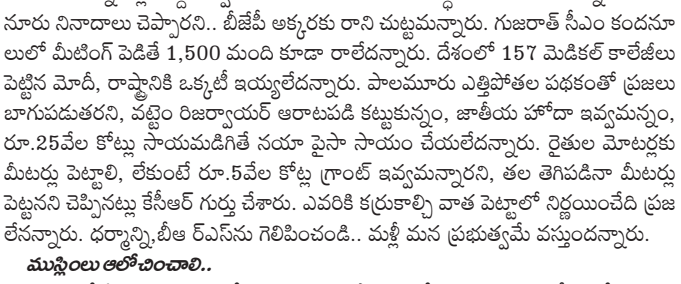 నూరు నినాదాలు చెప్పారని.. బీజేపీ అక్కరకు రాని చుట్టమన్నారు. గుజరాత్ సీఎం కందనూ
లులో మీటింగ్ పెడితే 1,500 మంది కూడా రాలేదన్నారు. దేశంలో 157 మెడికల్ కాలేజీలు
పెట్టిన మోదీ, రాష్ట్రానికి ఒక్కటీ ఇయ్యలేదన్నారు. పాలమూరు ఎత్తిపోతల పథకంతో ప్రజలు
బాగుపడుతరని, వట్టెం రిజర్వాయర్ ఆరాటపడి కట్టుకున్నం, జాతీయ హోదా ఇవ్వమన్నం,
రూ.25వేల కోట్లు సాయమడిగితే నయా పైసా సాయం చేయలేదన్నారు. రైతుల మోటర్లకు
మీటర్లు పెట్టాలి, లేకుంటే రూ.5వేల కోట్ల గ్రాంట్ ఇవ్వమన్నారని, తల తెగిపడినా మీటర్లు
పెట్టనని చెప్పినట్లు కేసీఆర్ గుర్తు చేశారు. ఎవరికి కర్రుకాల్చి వాత పెట్టాలో నిర్ణయించేది ప్రజ
లేనన్నారు. ధర్మాన్ని,బీఆ ర్ఎస్‌ను గెలిపించండి.. మళ్లీ మన ప్రభుత్వమే వస్తుందన్నారు.
ముస్లింలు ఆలోచించాలి..